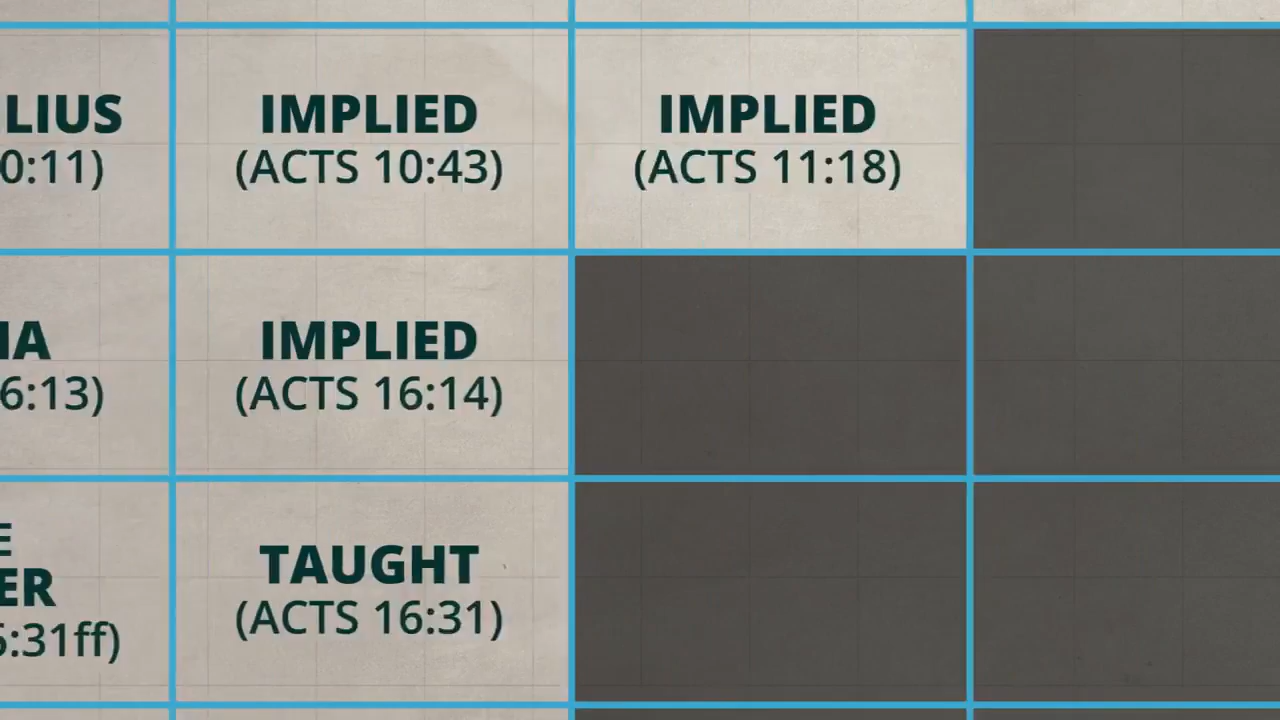 LIUS
0:11)
IMPLIED
(ACTS 10:43)
IMPLIED
(ACTS 11:18)
IA
6:13)
IMPLIED
(ACTS 16:14)
E
ER
6:31ff)
TAUGHT
(ACTS 16:31)